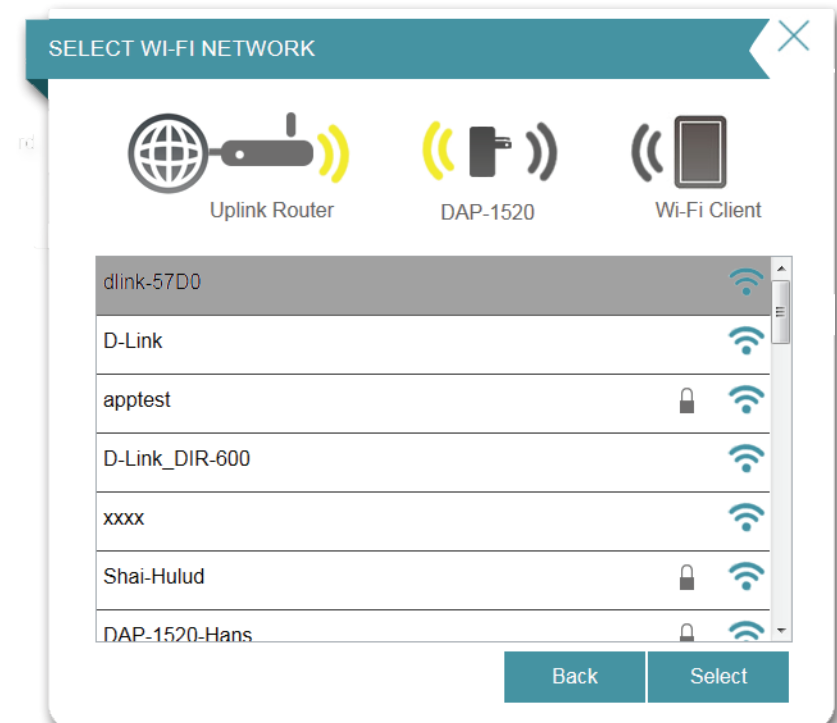 SELECT WI-FI NETWORK
Uplink Router
DAP-1520
Wi-Fi Client
dlink-57D0
D-Link
apptest
D-Link_DIR-600
xxxx
Shai-Hulud
DAP-1520-Hans
Back
Select